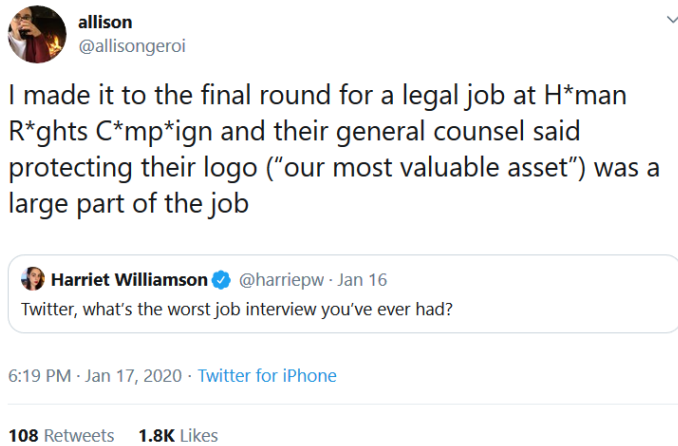 allison
@allisongeroi
I made it to the final round for a legal job at H*man
R*ghts C*mp*ign and their general counsel said
protecting their logo (“our most valuable asset”) was a
large part of the job
Harriet Williamson @harriepw · Jan 16
Twitter, what’s the worst job interview you’ve ever had?
6:19 PM · Jan 17, 2020 · Twitter for iPhone
108 Retweets 1.8K Likes